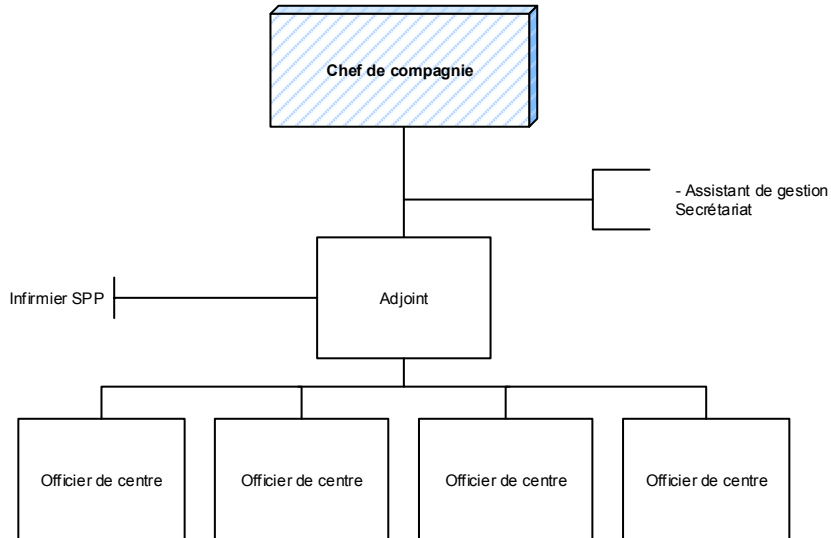 Chef de compagnie
- Assistant de gestion
Secrétariat
Adjoint
Infirmier SPP
Officier de centre
Officier de centre
Officier de centre
Officier de centre